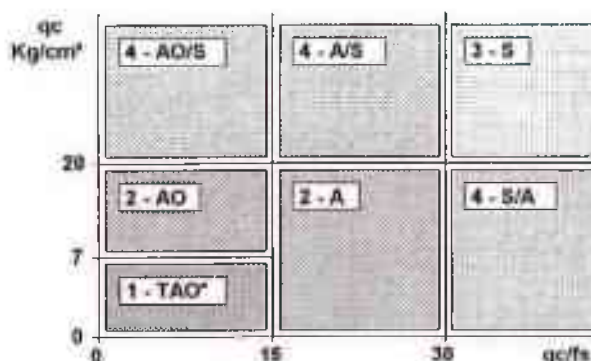 qc
Kg/cm²
4 - AO/S
4 - A/S
3 - S
20
2 - AO
2 - A
4 - S/A
7
1 - TAO*
0
0
15
30
qc/fs